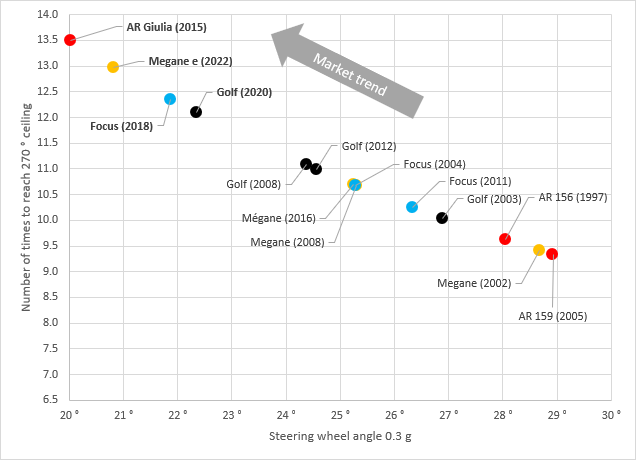 14.0
13.5
13.0
12.5
12.0
11.5
11.0
10.5
10.0
9.5
9.0
8.5
8.0
7.5
7.0
6.5
Number of times to reach 270 ° ceiling
AR Giulia (2015)
Megane e (2022)
Market trend
Golf (2020)
Focus (2018)
Golf (2012)
Focus (2004)
Golf (2008)
Focus (2011)
Golf (2003)
AR 156 (1997)
Mégane (2016)
Megane (2008)
Megane (2002)
AR 159 (2005)
20 °
21 °
22 °
23 °
24 °
25 °
26 °
27 °
28 °
29 °
30 °
Steering wheel angle 0.3 g